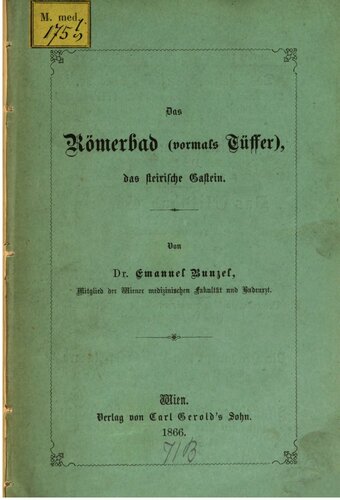 M. med.
175
Das
Römerbad (vormals Tüffer),
das steirische Gastein.
Von
Dr. Emanuel Bunzel,
Mitglied der Wiener medizinischen Fakultät und Badearzt.
Wien.
Verlag von Carl Gerold's Sohn.
1866.